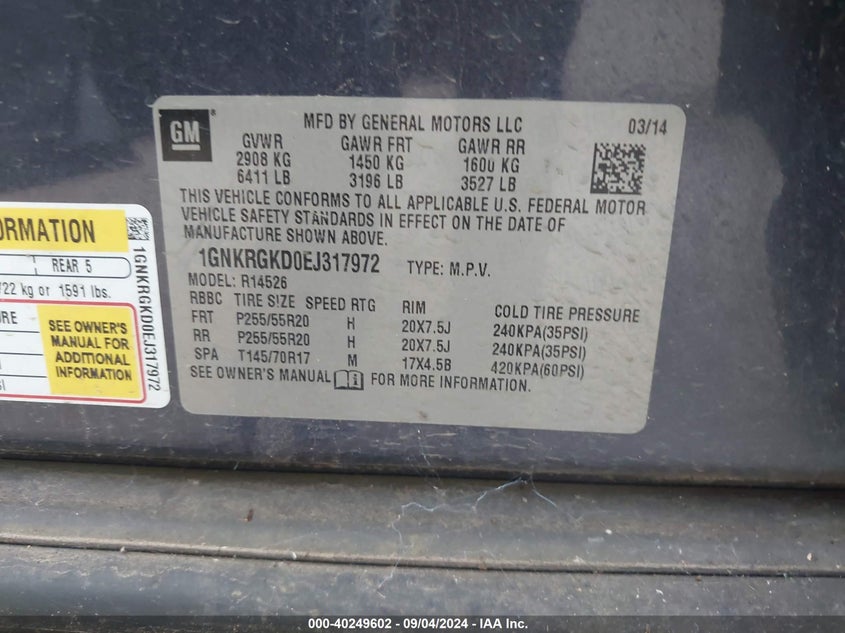 GM®
MFD BY GENERAL MOTORS LLC 03/14
GVWR GAWR FRT GAWR RR
2908 KG 1450 KG 1600 KG
6411 LB 3196 LB 3527 LB
THIS VEHICLE CONFORMS TO ALL APPLICABLE U.S. FEDERAL MOTOR
VEHICLE SAFETY STANDARDS IN EFFECT ON THE DATE OF
MANUFACTURE SHOWN ABOVE.
1GNKRGKD0EJ317972 TYPE: M.P.V.
MODEL: R14526
RBBC TIRE SIZE SPEED RTG RIM COLD TIRE PRESSURE
FRT P255/55R20 H 20X7.5J 240KPA(35PSI)
RR P255/55R20 H 20X7.5J 240KPA(35PSI)
SPA T145/70R17 M 17X4.5B 420KPA(60PSI)
SEE OWNER'S MANUAL FOR MORE INFORMATION.
ORMATION
REAR 5
722 kg or 1591 lbs.
URE
SEE OWNER'S
MANUAL FOR
ADDITIONAL
INFORMATION
1GNKRGKD0EJ317972
000-40249602 - 09/04/2024 - IAA Inc.